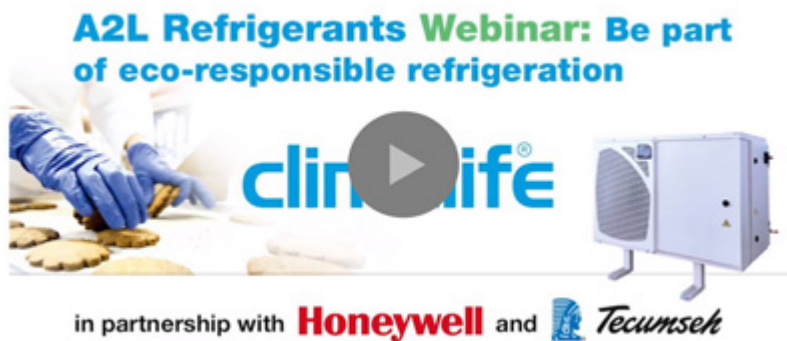 A2L Refrigerants Webinar: Be part
of eco-responsible refrigeration
in partnership with Honeywell and Tecumseh